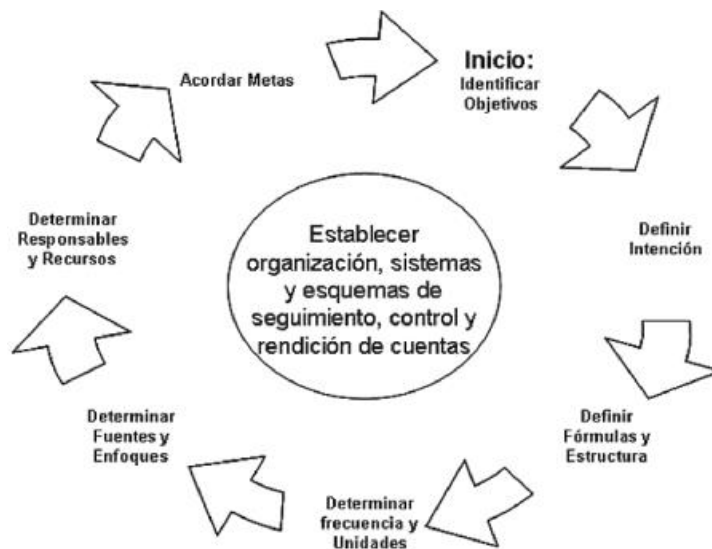 Inicio:
Identificar
Objetivos
Definir
Intención
Definir
Fórmulas y
Estructura
Determinar
frecuencia y
Unidades
Determinar
Fuentes y
Enfoques
Determinar
Responsables
y Recursos
Acordar Metas
Establecer
organización, sistemas
y esquemas de
seguimiento, control y
rendición de cuentas